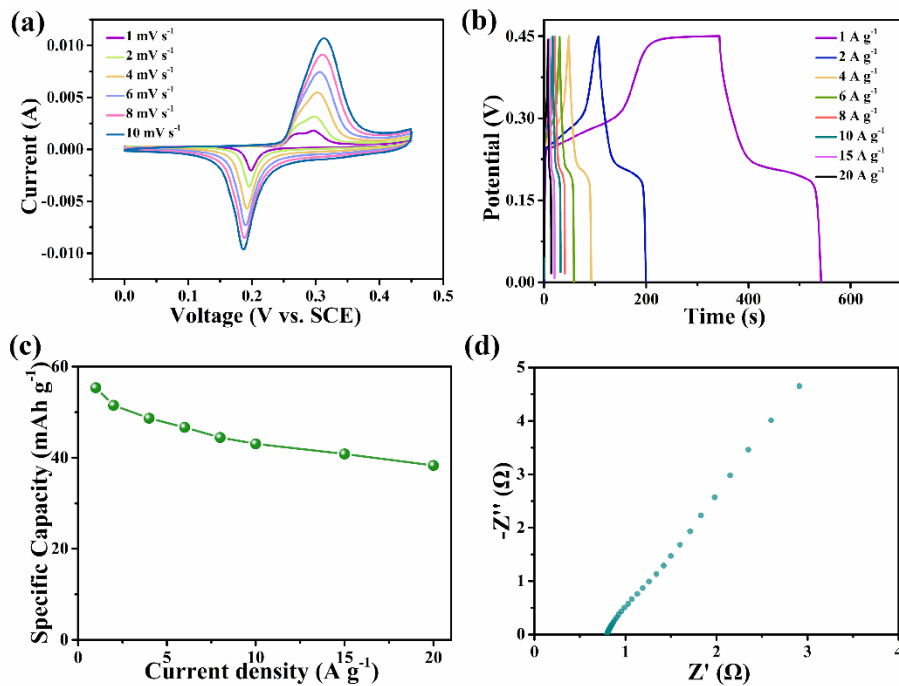 (a)
1 mV s⁻¹
2 mV s⁻¹
4 mV s⁻¹
6 mV s⁻¹
8 mV s⁻¹
10 mV s⁻¹
0.010
0.005
0.000
-0.005
-0.010
Current (A)
0.0 0.1 0.2 0.3 0.4 0.5
Voltage (V vs. SCE)
(b)
1 A g⁻¹
2 A g⁻¹
4 A g⁻¹
6 A g⁻¹
8 A g⁻¹
10 A g⁻¹
15 A g⁻¹
20 A g⁻¹
0.45
0.30
0.15
0.00
Potential (V)
0 200 400 600
Time (s)
(c)
60
40
20
0
Specific Capacity (mAh g⁻¹)
0 5 10 15 20
Current density (A g⁻¹)
(d)
5
4
3
2
1
0
-Z'' (Ω)
0 1 2 3 4
Z' (Ω)